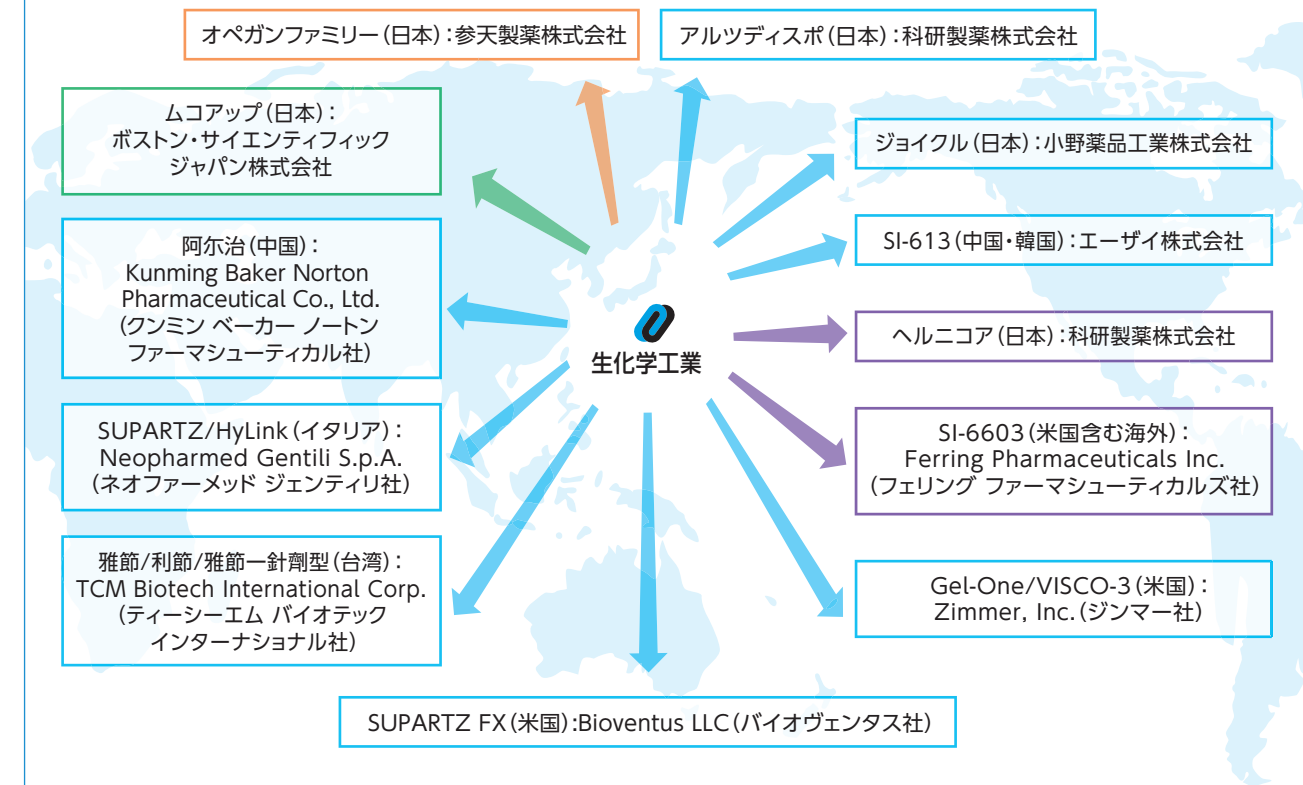 オペガンファミリー(日本):参天製薬株式会社
アルツディスポ(日本):科研製薬株式会社
ムコアップ(日本):
ボストン・サイエンティフィック
ジャパン株式会社
ジョイクル(日本):小野薬品工業株式会社
阿尓治(中国):
Kunming Baker Norton
Pharmaceutical Co., Ltd.
(クンミン ベーカー ノートン
ファーマシューティカル社)
SI-613(中国・韓国):エーザイ株式会社
生化学工業
ヘルニコア(日本):科研製薬株式会社
SUPARTZ/HyLink(イタリア):
Neopharmed Gentili S.p.A.
(ネオファーメッド ジェンティリ社)
SI-6603(米国含む海外):
Ferring Pharmaceuticals Inc.
(フェリング ファーマシューティカルズ社)
雅節/利節/雅節一針劑型(台湾):
TCM Biotech International Corp.
(ティーシーエム バイオテック
インターナショナル社)
Gel-One/VISCO-3(米国):
Zimmer, Inc.(ジンマー社)
SUPARTZ FX(米国):Bioventus LLC(バイオヴェンタス社)